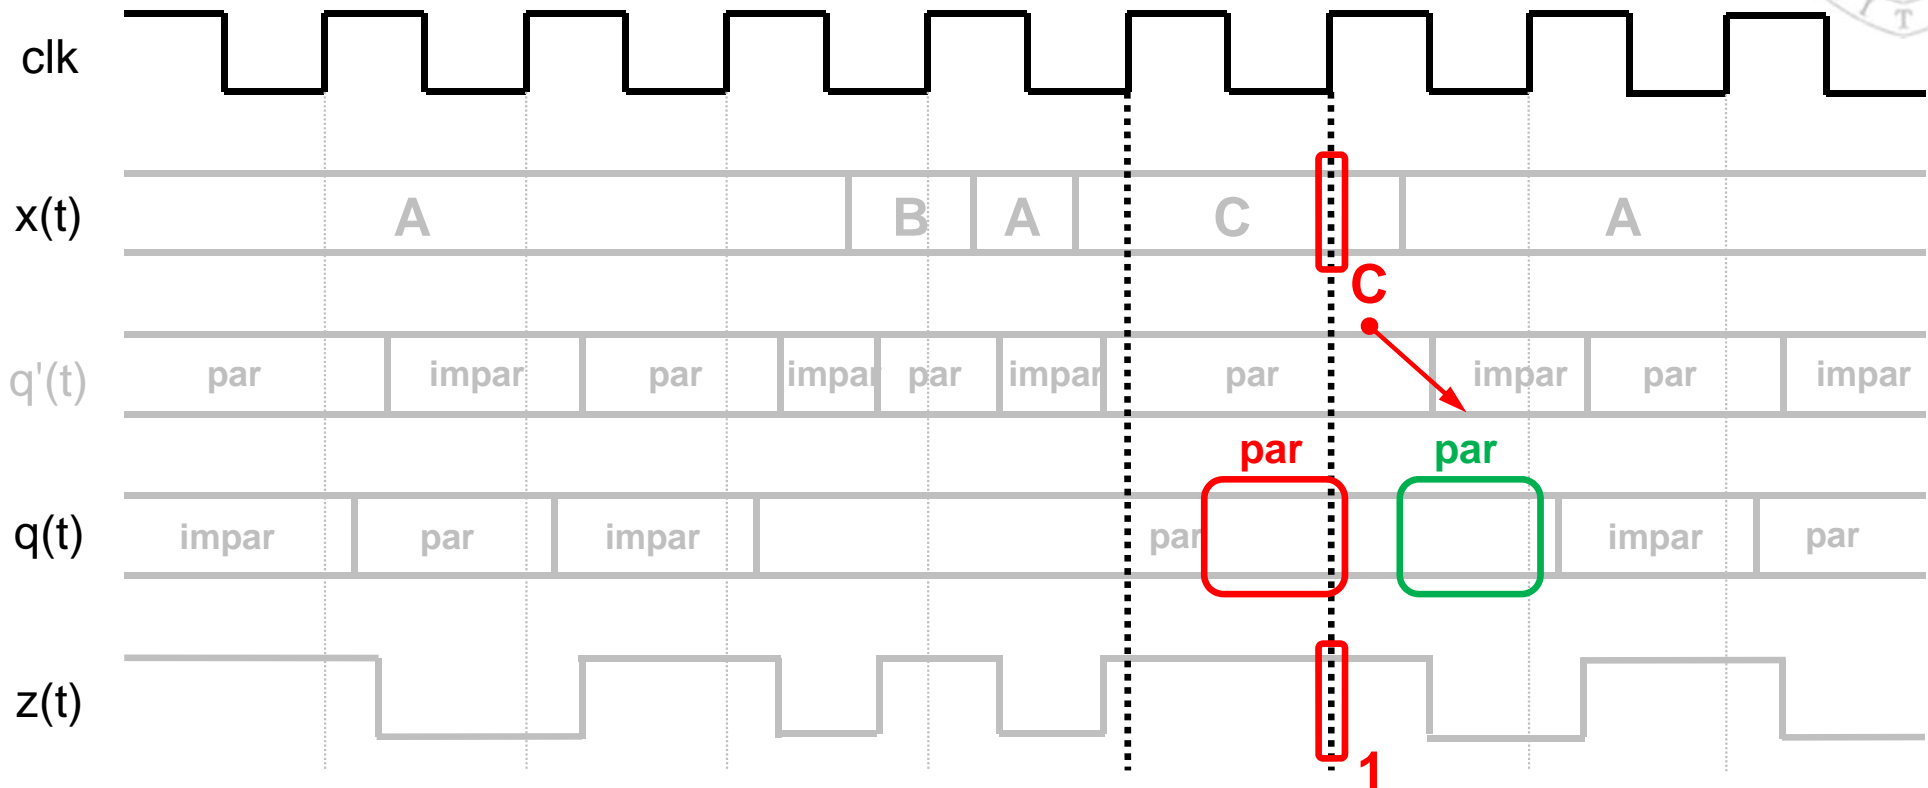 clk
x(t) A B A C A
C
q'(t) par impar par impar par impar par impar par impar
par par
q(t) impar par impar par impar par
z(t)
1
T